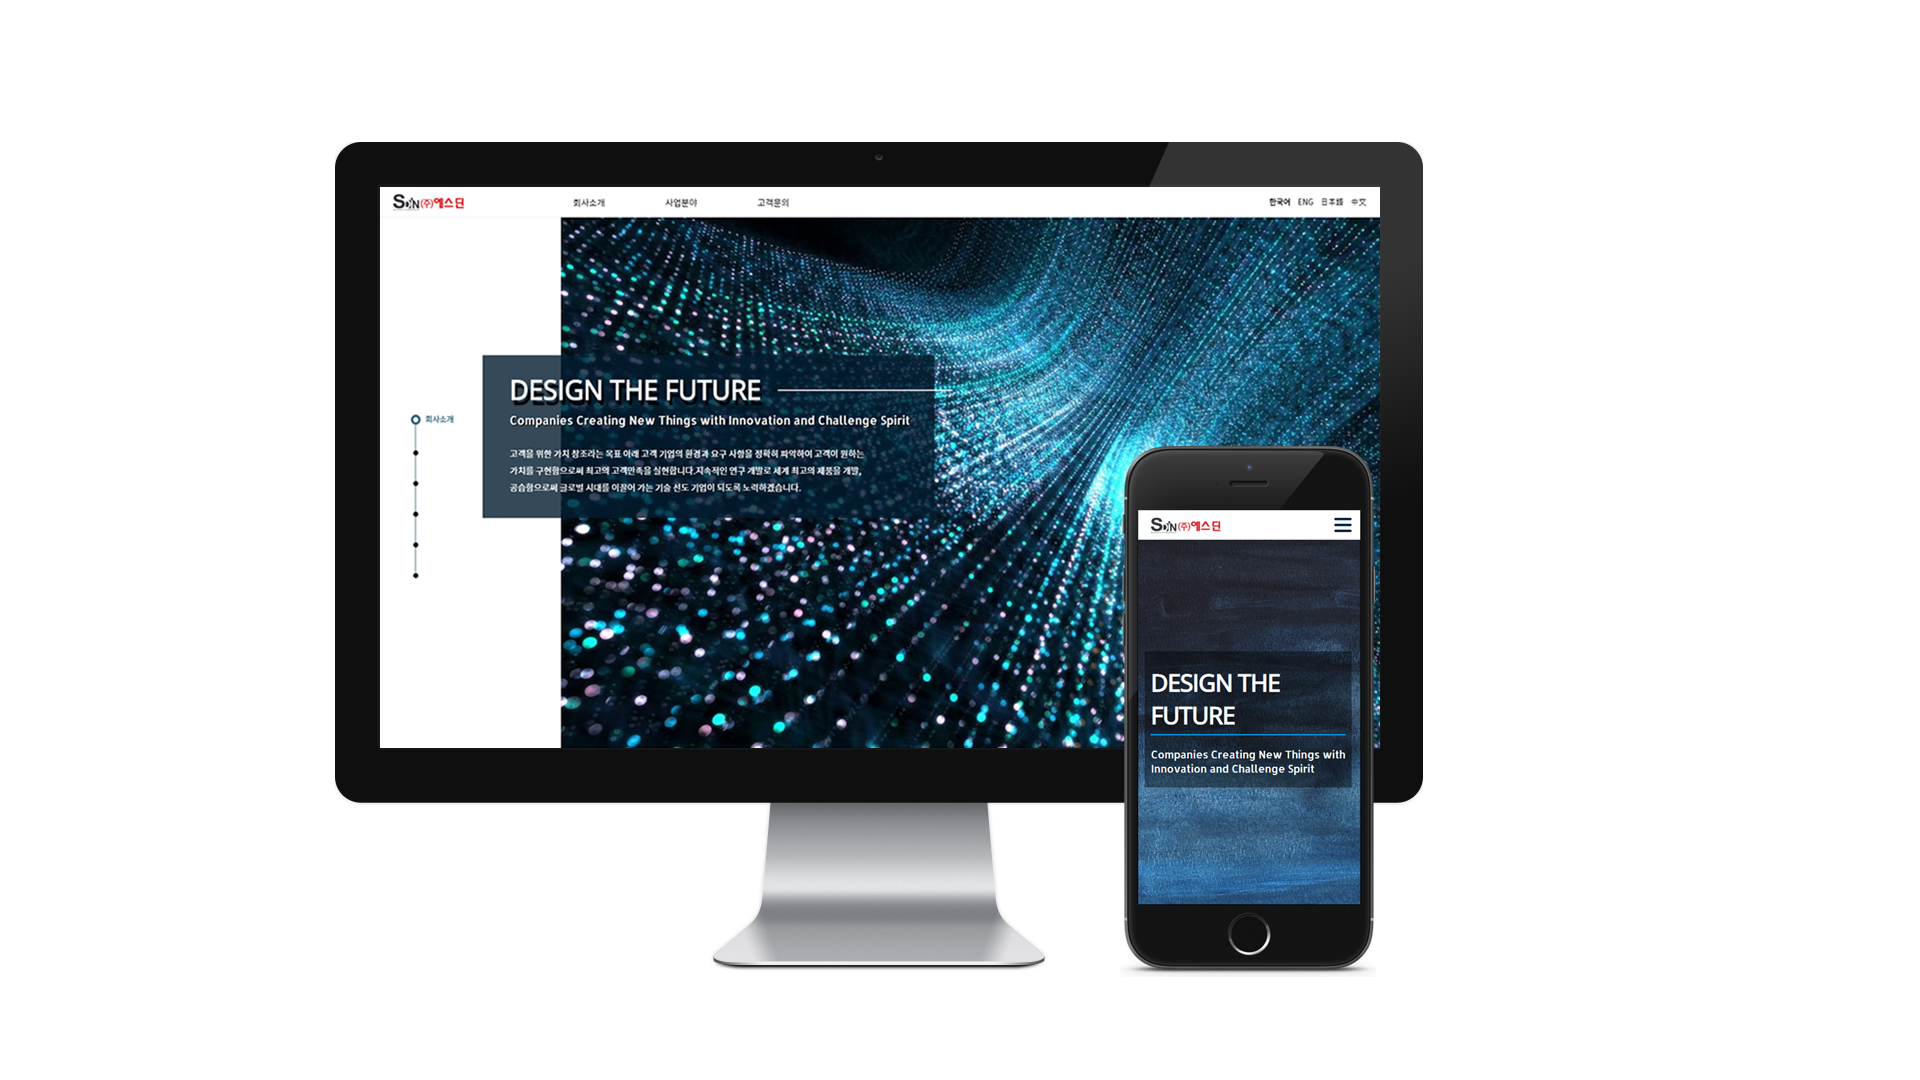 SDN(주)에스딘
회사소개 사업분야 고객문의
한국어 ENG 日本語 中文
회사소개
DESIGN THE FUTURE
Companies Creating New Things with Innovation and Challenge Spirit
고객을 위한 가치 창조라는 목표 아래 고객 기업의 환경과 요구 사항을 정확히 파악하여 고객이 원하는
가치를 구현함으로써 최고의 고객만족을 실현합니다.지속적인 연구 개발로 세계 최고의 제품을 개발,
공습함으로써 글로벌 시대를 이끌어 가는 기술 선도 기업이 되도록 노력하겠습니다.
SDN(주)에스딘
DESIGN THE
FUTURE
Companies Creating New Things with
Innovation and Challenge Spirit